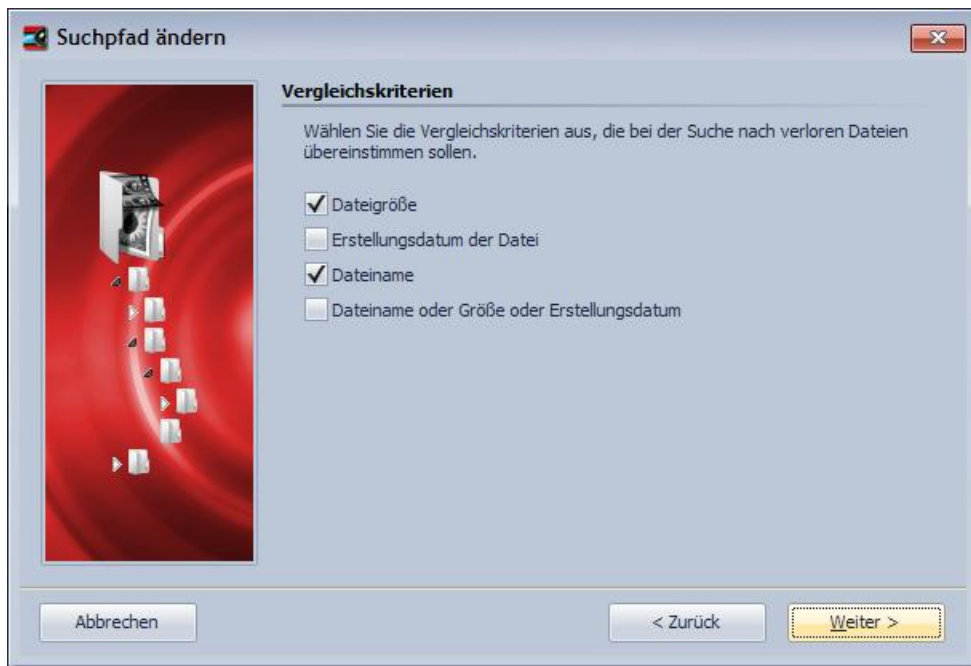 Suchpfad ändern
Vergleichskriterien
Wählen Sie die Vergleichskriterien aus, die bei der Suche nach verloren Dateien
übereinstimmen sollen.
Dateigröße
Erstellungsdatum der Datei
Dateiname
Dateiname oder Größe oder Erstellungsdatum
Abbrechen
< Zurück
Weiter >